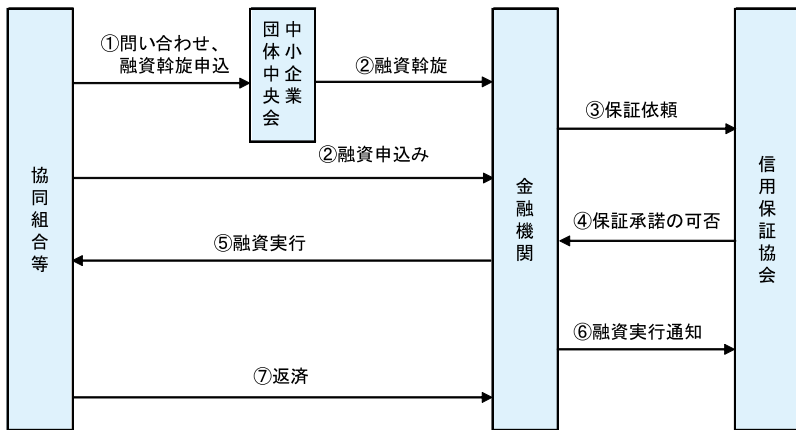 協同組合等
①問い合わせ、
融資斡旋申込
中小企業
団体中央会
②融資斡旋
②融資申込み
⑤融資実行
⑦返済
金融機関
③保証依頼
④保証承諾の可否
⑥融資実行通知
信用保証協会